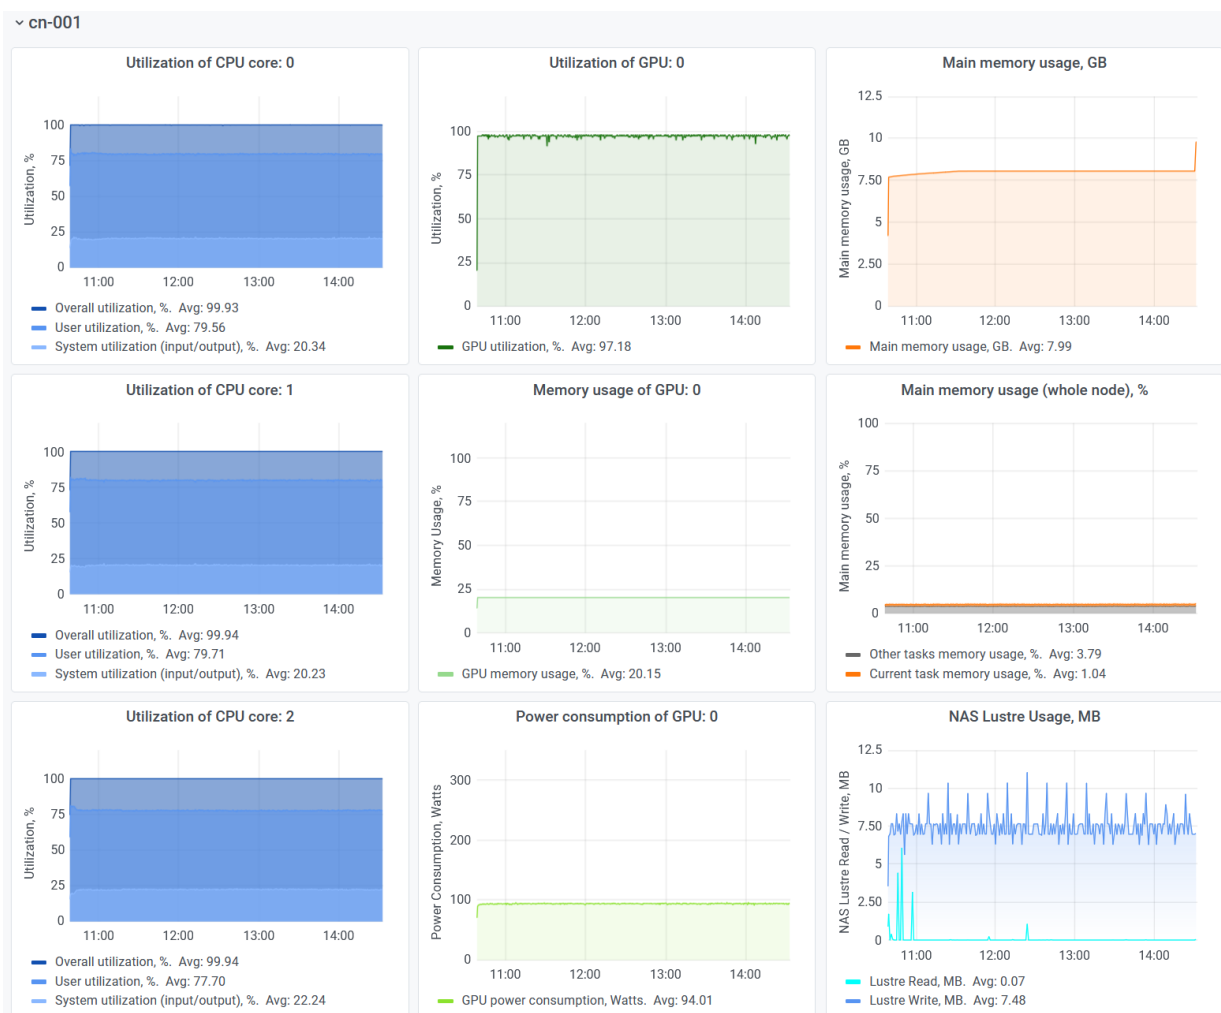 cn-001
Utilization of CPU core: 0
Utilization, %
100
75
50
25
0
11:00 12:00 13:00 14:00
Overall utilization, %. Avg: 99.93
User utilization, %. Avg: 79.56
System utilization (input/output), %. Avg: 20.34
Utilization of GPU: 0
Utilization, %
100
75
50
25
0
11:00 12:00 13:00 14:00
GPU utilization, %. Avg: 97.18
Main memory usage, GB
Main memory usage, GB
12.5
10
7.50
5
2.50
0
11:00 12:00 13:00 14:00
Main memory usage, GB. Avg: 7.99
Utilization of CPU core: 1
Utilization, %
100
75
50
25
0
11:00 12:00 13:00 14:00
Overall utilization, %. Avg: 99.94
User utilization, %. Avg: 79.71
System utilization (input/output), %. Avg: 20.23
Memory usage of GPU: 0
Memory Usage, %
100
75
50
25
0
11:00 12:00 13:00 14:00
GPU memory usage, %. Avg: 20.15
Main memory usage (whole node), %
Main memory usage, %
100
75
50
25
0
11:00 12:00 13:00 14:00
Other tasks memory usage, %. Avg: 3.79
Current task memory usage, %. Avg: 1.04
Utilization of CPU core: 2
Utilization, %
100
75
50
25
0
11:00 12:00 13:00 14:00
Overall utilization, %. Avg: 99.94
User utilization, %. Avg: 77.70
System utilization (input/output), %. Avg: 22.24
Power consumption of GPU: 0
Power Consumption, Watts
300
200
100
0
11:00 12:00 13:00 14:00
GPU power consumption, Watts. Avg: 94.01
NAS Lustre Usage, MB
NAS Lustre Read / Write, MB
12.5
10
7.50
5
2.50
0
11:00 12:00 13:00 14:00
Lustre Read, MB. Avg: 0.07
Lustre Write, MB. Avg: 7.48